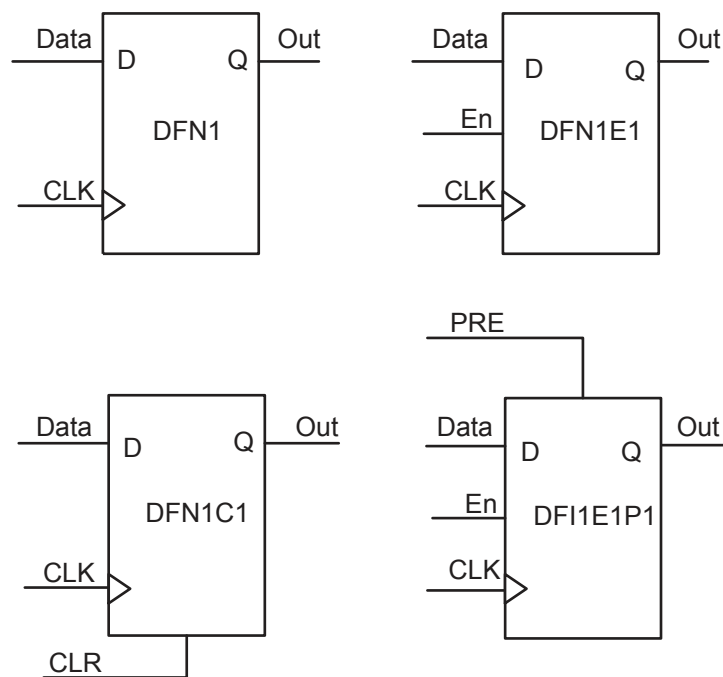 Data
D
Q
Out
DFN1
CLK
Data
D
Q
Out
En
DFN1E1
CLK
Data
D
Q
Out
DFN1C1
CLK
CLR
PRE
Data
D
Q
Out
En
DFI1E1P1
CLK